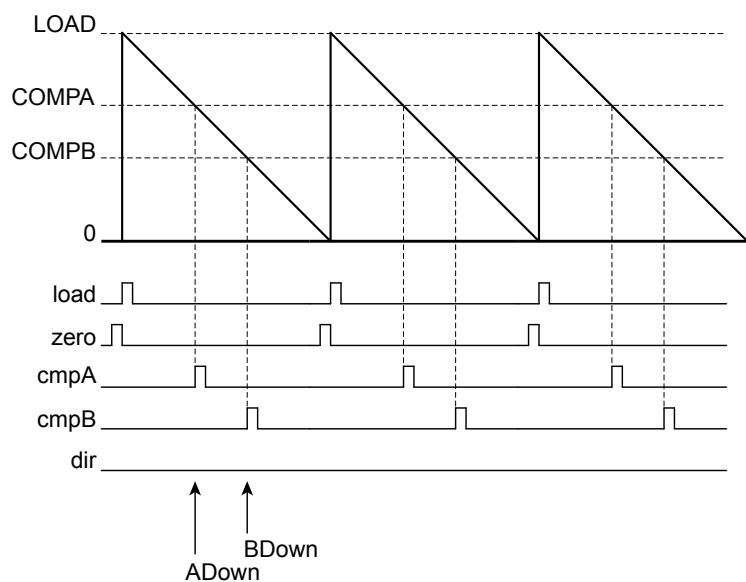 LOAD
COMPA
COMPB
0
load
zero
cmpA
cmpB
dir
BDown
ADown